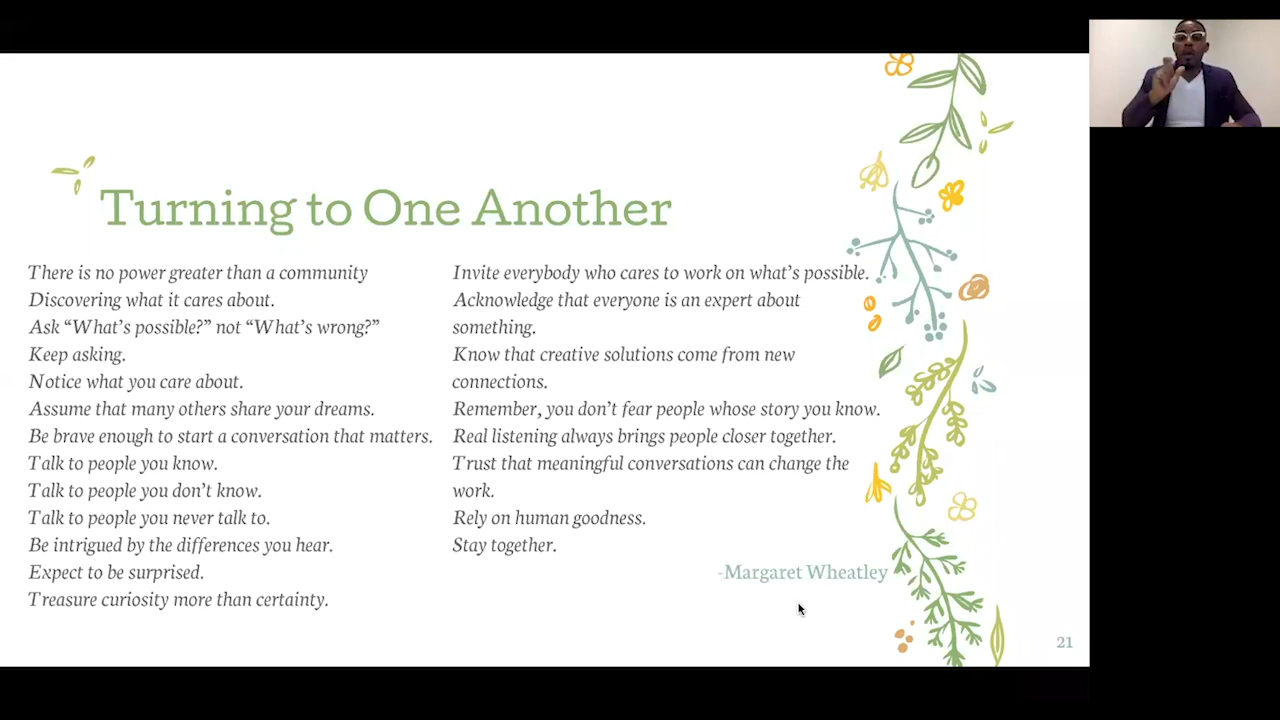 Turning to One Another
There is no power greater than a community
Discovering what it cares about.
Ask “What’s possible?” not “What’s wrong?”
Keep asking.
Notice what you care about.
Assume that many others share your dreams.
Be brave enough to start a conversation that matters.
Talk to people you know.
Talk to people you don’t know.
Talk to people you never talk to.
Be intrigued by the differences you hear.
Expect to be surprised.
Treasure curiosity more than certainty.
Invite everybody who cares to work on what’s possible.
Acknowledge that everyone is an expert about
something.
Know that creative solutions come from new
connections.
Remember, you don’t fear people whose story you know.
Real listening always brings people closer together.
Trust that meaningful conversations can change the
work.
Rely on human goodness.
Stay together.
-Margaret Wheatley
21